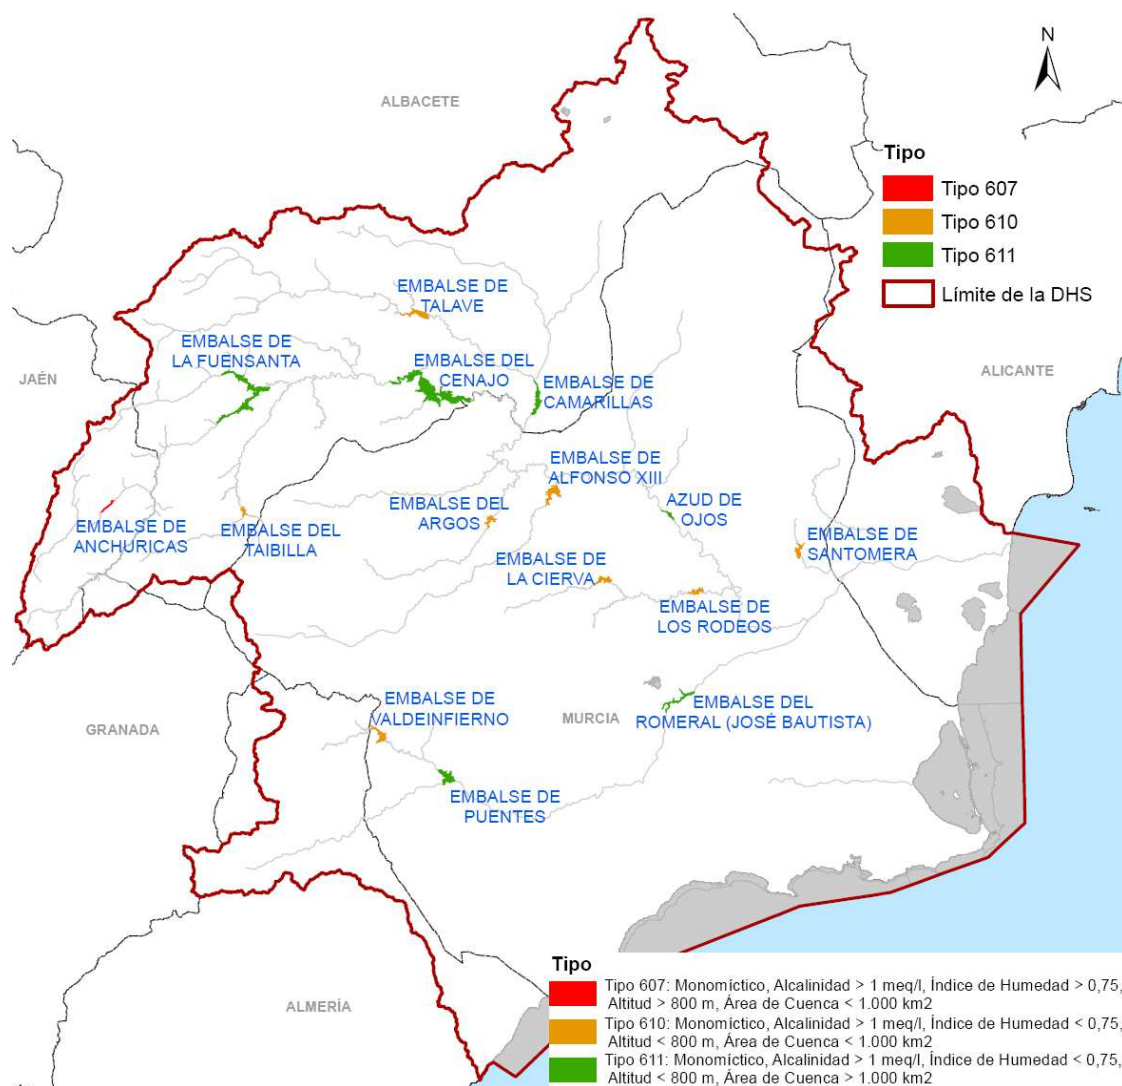 N
ALBACETE
Tipo
Tipo 607
Tipo 610
Tipo 611
Límite de la DHS
EMBALSE DE
TALAVE
EMBALSE DE
LA FUENSANTA
EMBALSE DEL
CENAJO
EMBALSE DE
CAMARILLAS
JAÉN
ALICANTE
EMBALSE DE
ALFONSO XIII
EMBALSE DEL
ARGOS
AZUD DE
OJOS
EMBALSE DE
ANCHURICAS
EMBALSE DEL
TAIBILLA
EMBALSE DE
SANTOMERA
EMBALSE DE
LA CIERVA
EMBALSE DE
LOS RODEOS
EMBALSE DE
VALDEINFIERNO
EMBALSE DEL
ROMERAL (JOSÉ BAUTISTA)
MURCIA
GRANADA
EMBALSE DE
PUENTES
ALMERÍA
Tipo
Tipo 607: Monomíctico, Alcalinidad > 1 meq/l, Índice de Humedad > 0,75,
Altitud > 800 m, Área de Cuenca < 1.000 km2
Tipo 610: Monomíctico, Alcalinidad > 1 meq/l, Índice de Humedad < 0,75,
Altitud < 800 m, Área de Cuenca < 1.000 km2
Tipo 611: Monomíctico, Alcalinidad > 1 meq/l, Índice de Humedad < 0,75,
Altitud < 800 m, Área de Cuenca > 1.000 km2